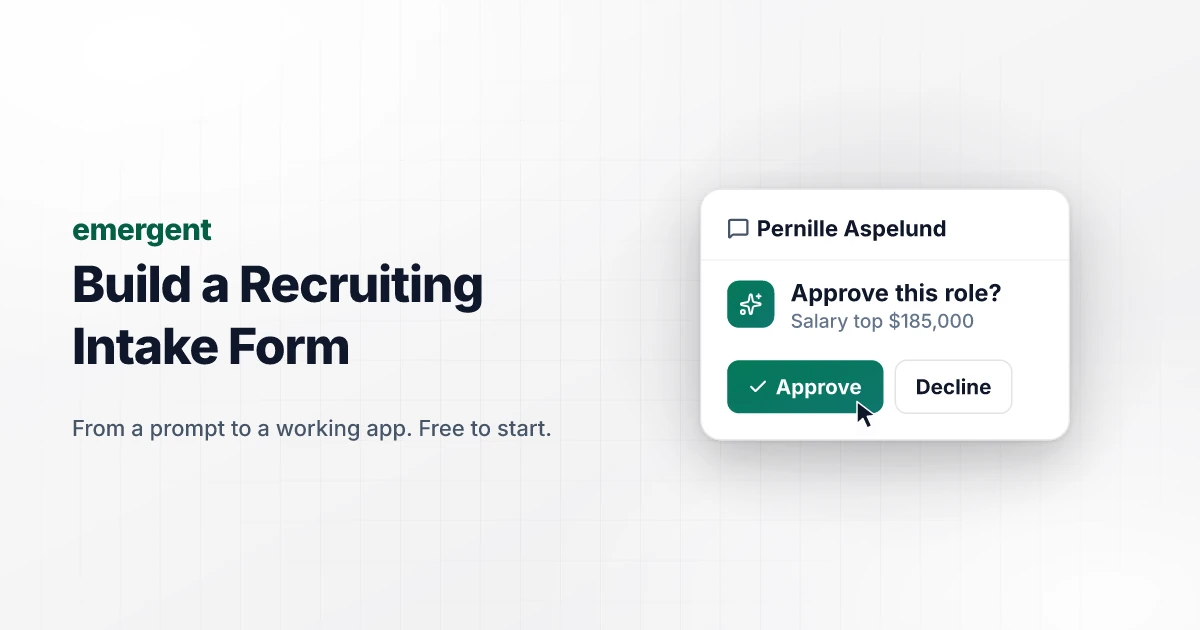 emergent
Build a Recruiting
Intake Form
From a prompt to a working app. Free to start.
Pernille Aspelund
Approve this role?
Salary top $185,000
Approve
Decline